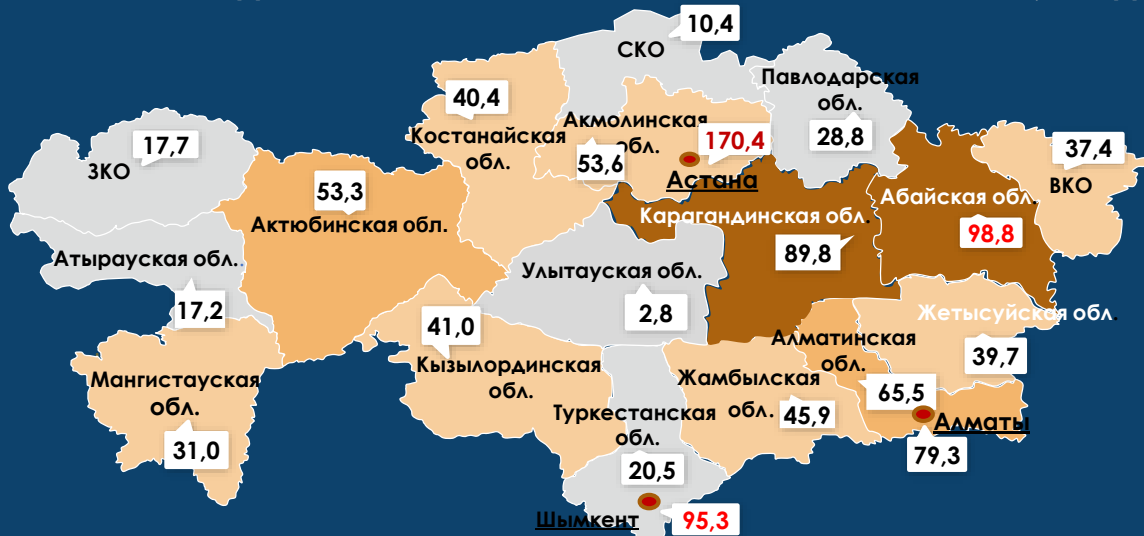 10,4
СКО
Павлодарская
обл.
28,8
40,4
Костанайская
обл.
Акмолинская
обл.
53,6
170,4
Астана
17,7
ЗКО
53,3
Актюбинская обл.
37,4
ВКО
Абайская обл.
98,8
Карагандинская обл.
89,8
Атырауская обл.
17,2
Улытауская обл.
2,8
Жетысуйская обл.
39,7
41,0
Кызылординская
обл.
Алматинская
обл.
65,5
Алматы
79,3
Мангистауская
обл.
31,0
Жамбылская
обл.
45,9
Туркестанская
обл.
20,5
Шымкент
95,3